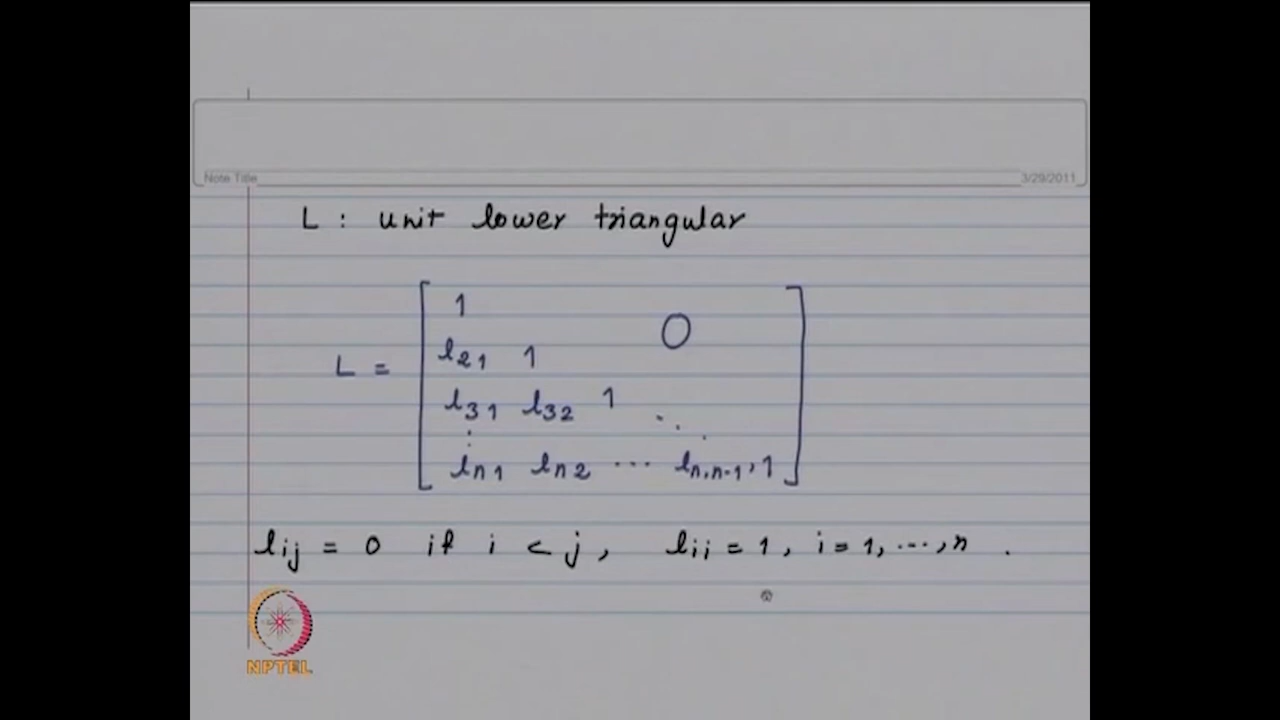 Note Title
3/29/2011
L : unit lower triangular
L = [ 1 0
l21 1
l31 l32 1 ⋱
⋮
ln1 ln2 ... ln,n-1, 1 ]
lij = 0 if i < j, lii = 1, i = 1, ..., n .
NPTEL